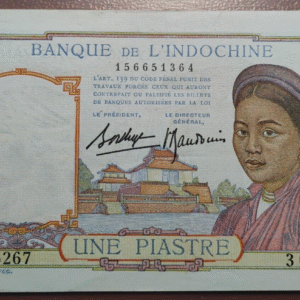 BANQUE DE L'INDOCHINE
156651364
L'ART. 139 DU CODE PÉNAL PUNIT DES
TRAVAUX FORCÉS CEUX QUI AURONT
CONTREFAIT OU FALSIFIÉ LES BILLETS
DE BANQUES AUTORISÉES PAR LA LOI
LE PRÉSIDENT,
LE DIRECTEUR
GÉNÉRAL,
UNE PIASTRE
267